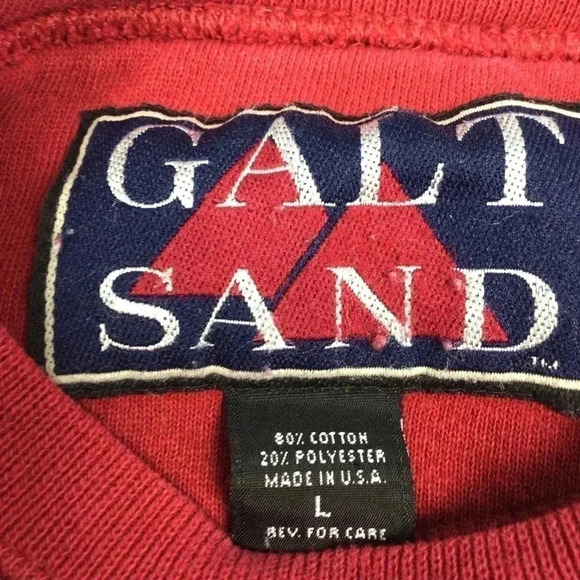 GALT
SAND
TM
80% COTTON
20% POLYESTER
MADE IN U.S.A.
L
REV. FOR CARE